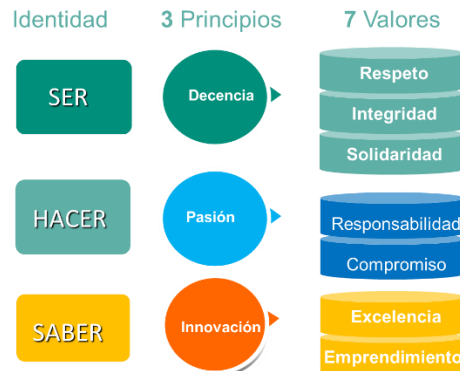 Identidad
3 Principios
7 Valores
SER
Decencia
Respeto
Integridad
Solidaridad
HACER
Pasión
Responsabilidad
Compromiso
SABER
Innovación
Excelencia
Emprendimiento